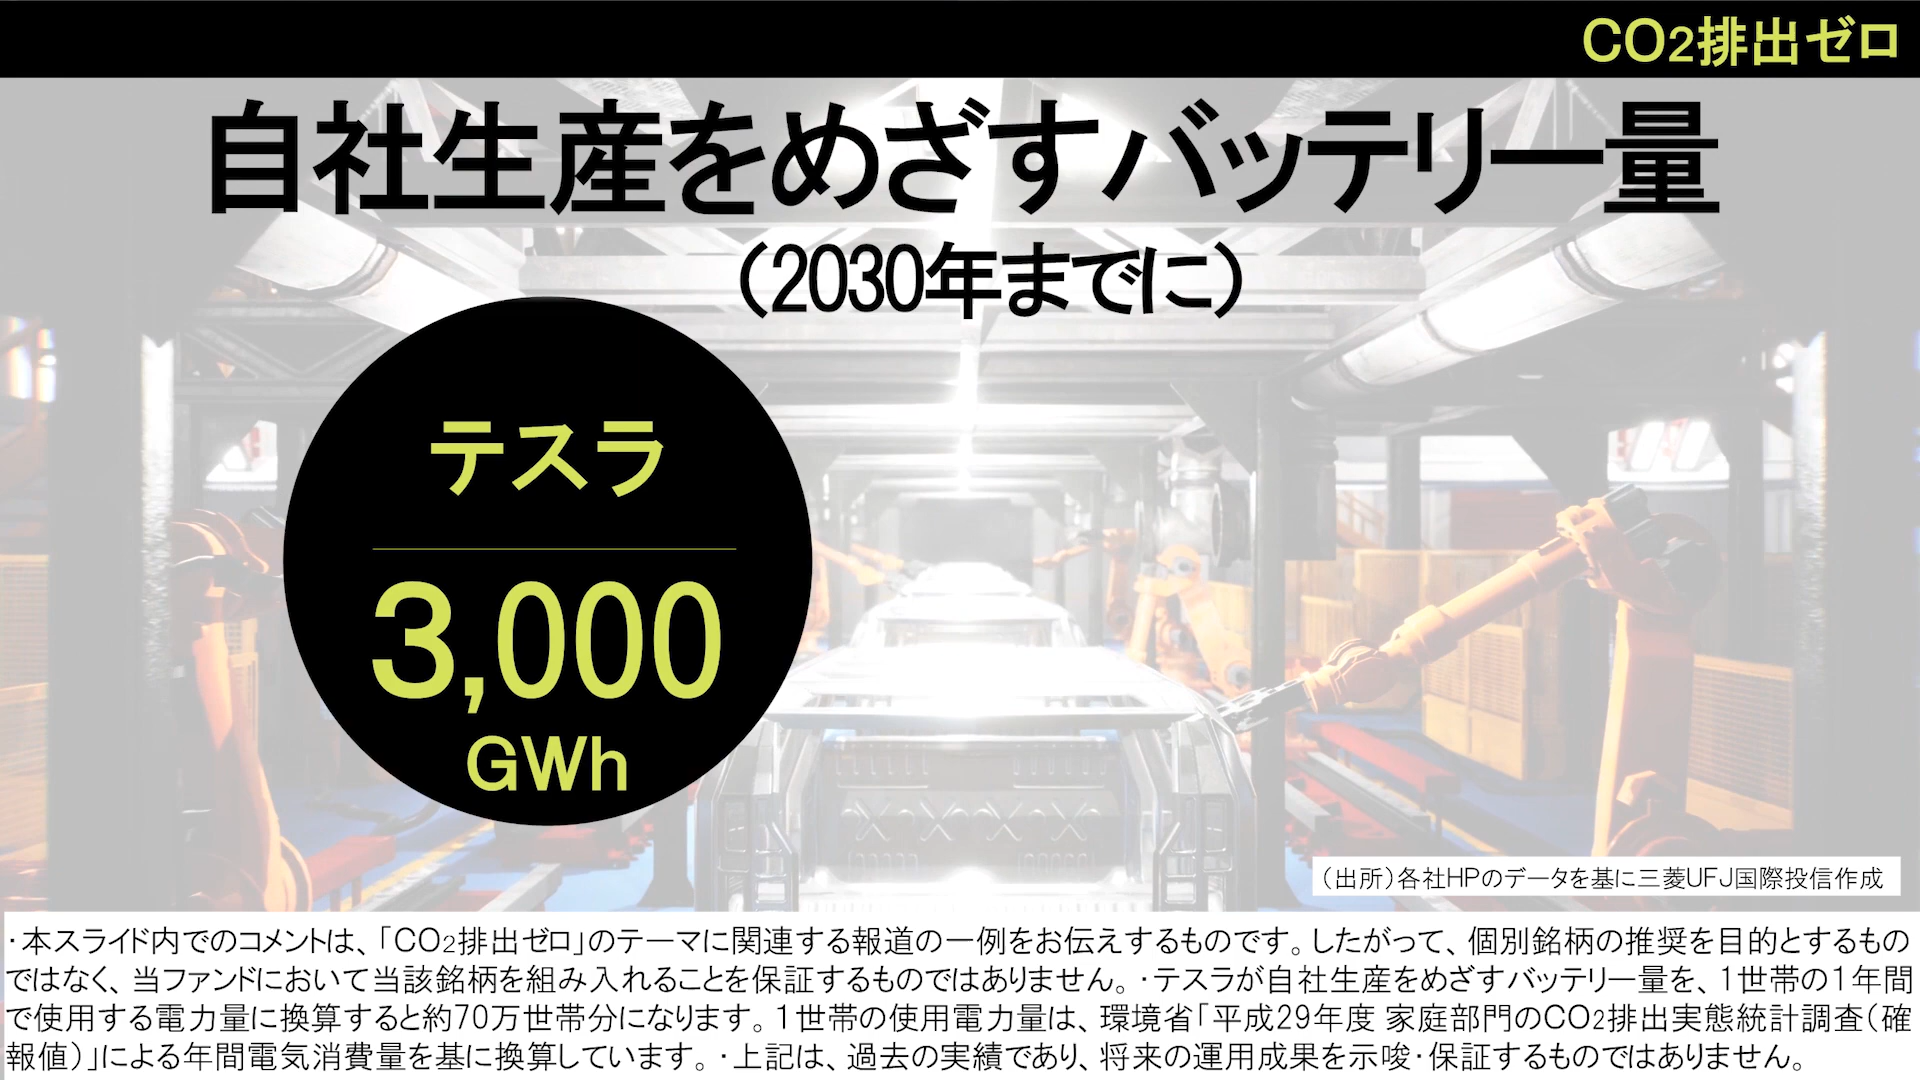 CO2排出ゼロ
自社生産をめざすバッテリー量
（2030年までに）
テスラ
3,000
GWh
（出所）各社HPのデータを基に三菱UFJ国際投信作成
・本スライド内でのコメントは、「CO2排出ゼロ」のテーマに関連する報道の一例をお伝えするものです。したがって、個別銘柄の推奨を目的とするもの
ではなく、当ファンドにおいて当該銘柄を組み入れることを保証するものではありません。・テスラが自社生産をめざすバッテリー量を、１世帯の１年間
で使用する電力量に換算すると約70万世帯分になります。１世帯の使用電力量は、環境省「平成29年度 家庭部門のCO2排出実態統計調査（確
報値）」による年間電気消費量を基に換算しています。・上記は、過去の実績であり、将来の運用成果を示唆・保証するものではありません。